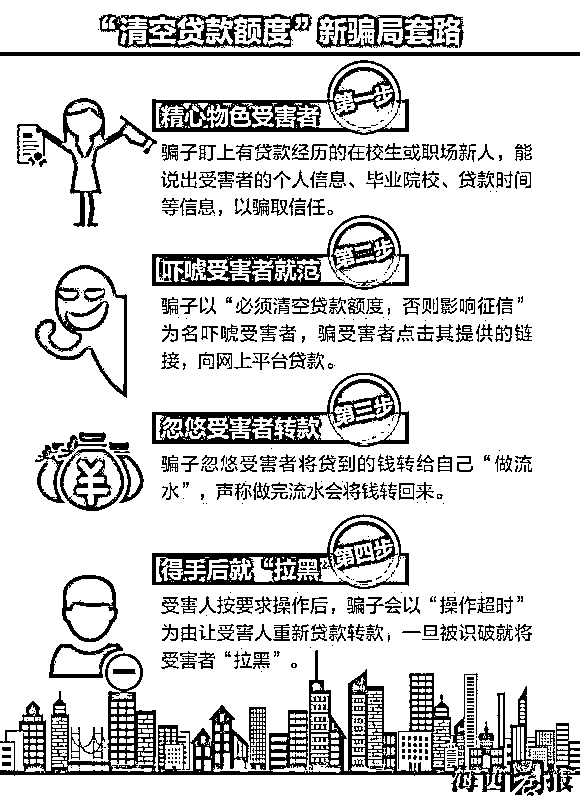 “清空贷款额度”新骗局套路
第一步
精心物色受害者
骗子盯上有贷款经历的在校生或职场新人，能
说出受害者的个人信息、毕业院校、贷款时间
等信息，以骗取信任。
第二步
吓唬受害者就范
骗子以“必须清空贷款额度，否则影响征信”
为名吓唬受害者，骗受害者点击其提供的链
接，向网上平台贷款。
第三步
忽悠受害者转款
骗子忽悠受害者将贷到的钱转给自己“做流
水”，声称做完流水会将钱转回来。
第四步
得手后就“拉黑”
受害人按要求操作后，骗子会以“操作超时”
为由让受害人重新贷款转款，一旦被识破就将
受害者“拉黑”。
海西晨报